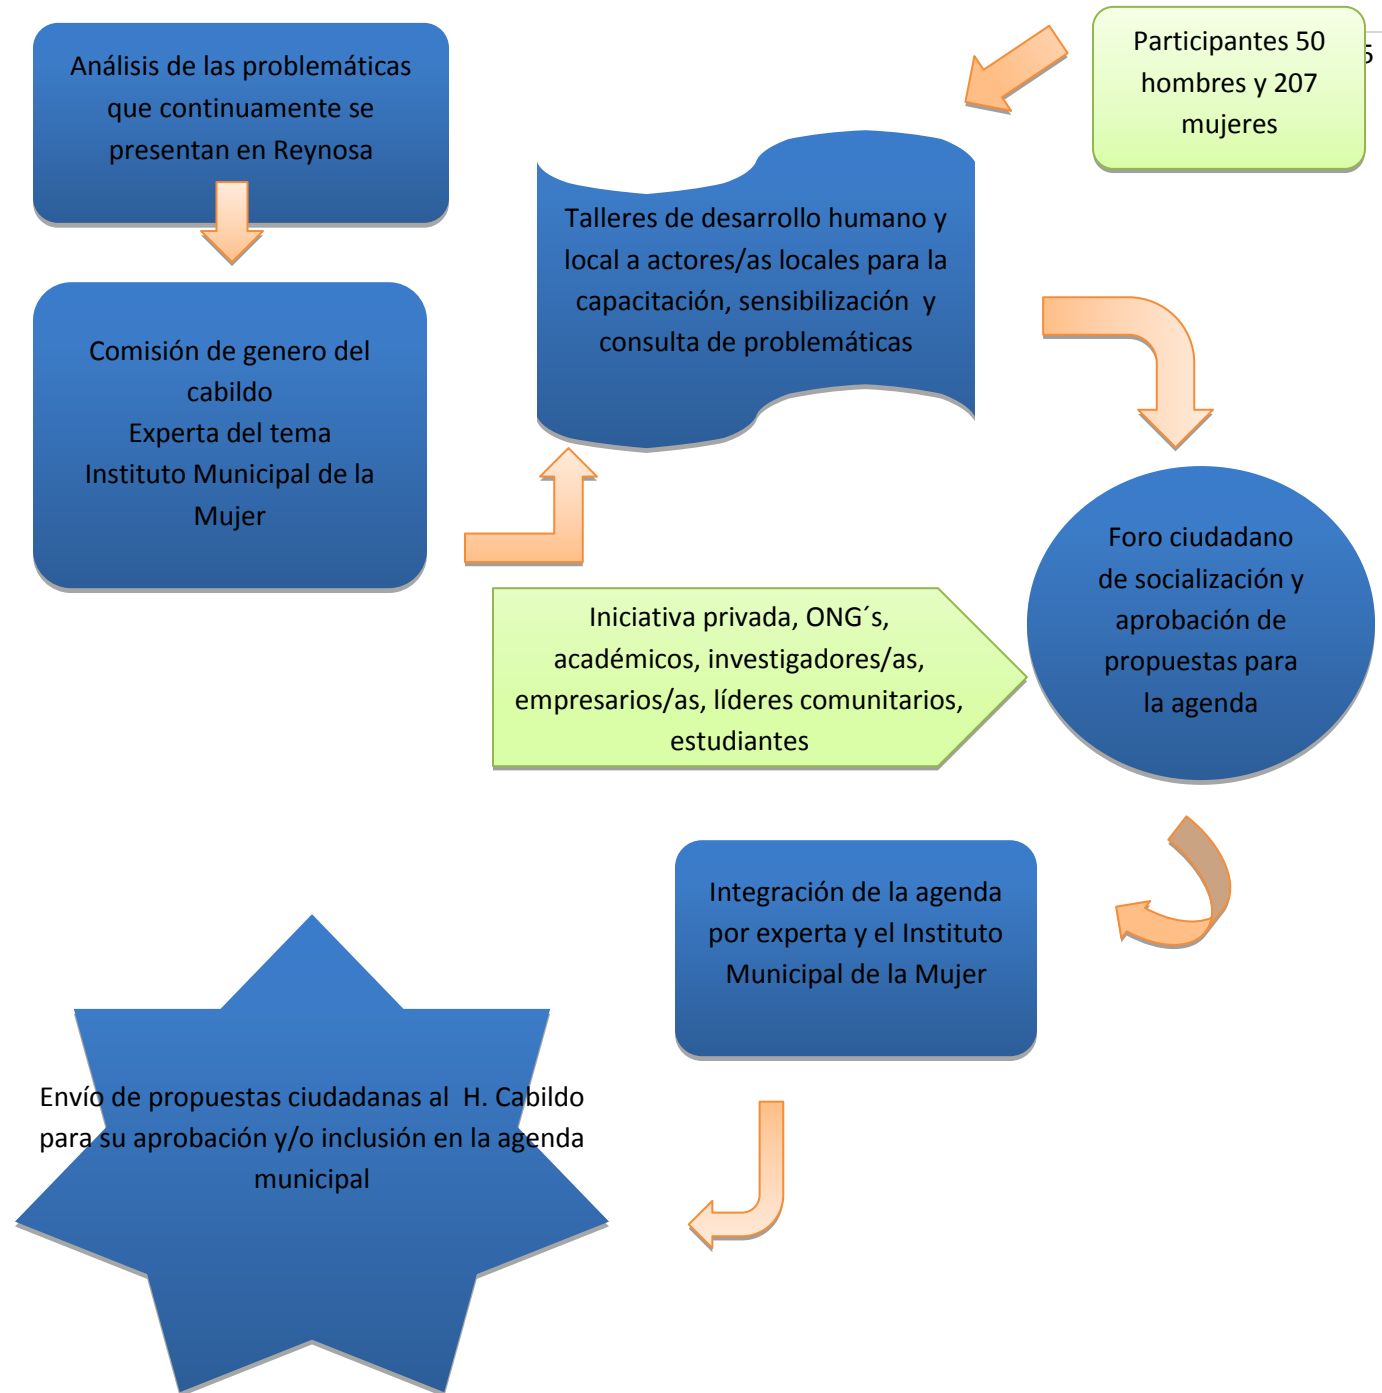 Análisis de las problemáticas
que continuamente se
presentan en Reynosa
Participantes 50
hombres y 207
mujeres
5
Talleres de desarrollo humano y
local a actores/as locales para la
capacitación, sensibilización y
consulta de problemáticas
Comisión de genero del
cabildo
Experta del tema
Instituto Municipal de la
Mujer
Iniciativa privada, ONG´s,
académicos, investigadores/as,
empresarios/as, líderes comunitarios,
estudiantes
Foro ciudadano
de socialización y
aprobación de
propuestas para
la agenda
Integración de la agenda
por experta y el Instituto
Municipal de la Mujer
Envío de propuestas ciudadanas al H. Cabildo
para su aprobación y/o inclusión en la agenda
municipal